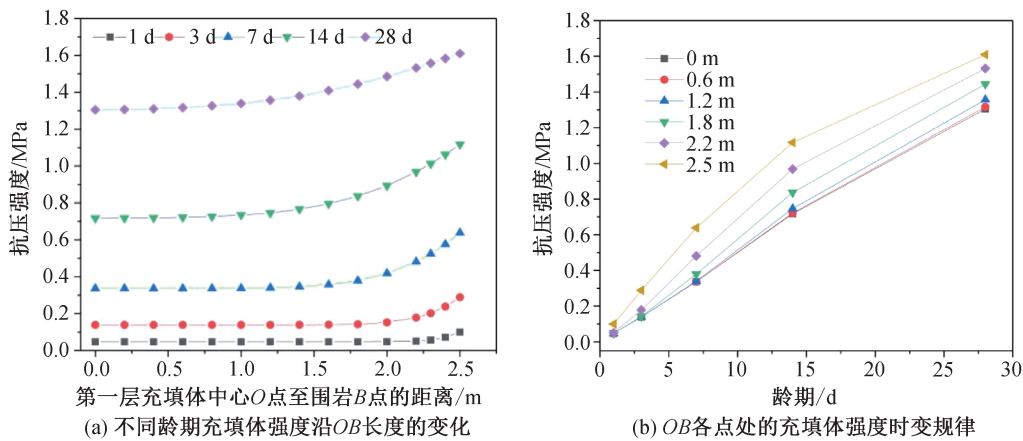 1.8
1.6
1.4
1.2
1.0
0.8
0.6
0.4
0.2
0.0
抗压强度/MPa
1 d 3 d 7 d 14 d 28 d
0.0 0.5 1.0 1.5 2.0 2.5
第一层充填体中心O点至围岩B点的距离/m
(a) 不同龄期充填体强度沿OB长度的变化
1.8
1.6
1.4
1.2
1.0
0.8
0.6
0.4
0.2
0.0
抗压强度/MPa
0 m
0.6 m
1.2 m
1.8 m
2.2 m
2.5 m
0 5 10 15 20 25 30
龄期/d
(b) OB各点处的充填体强度时变规律